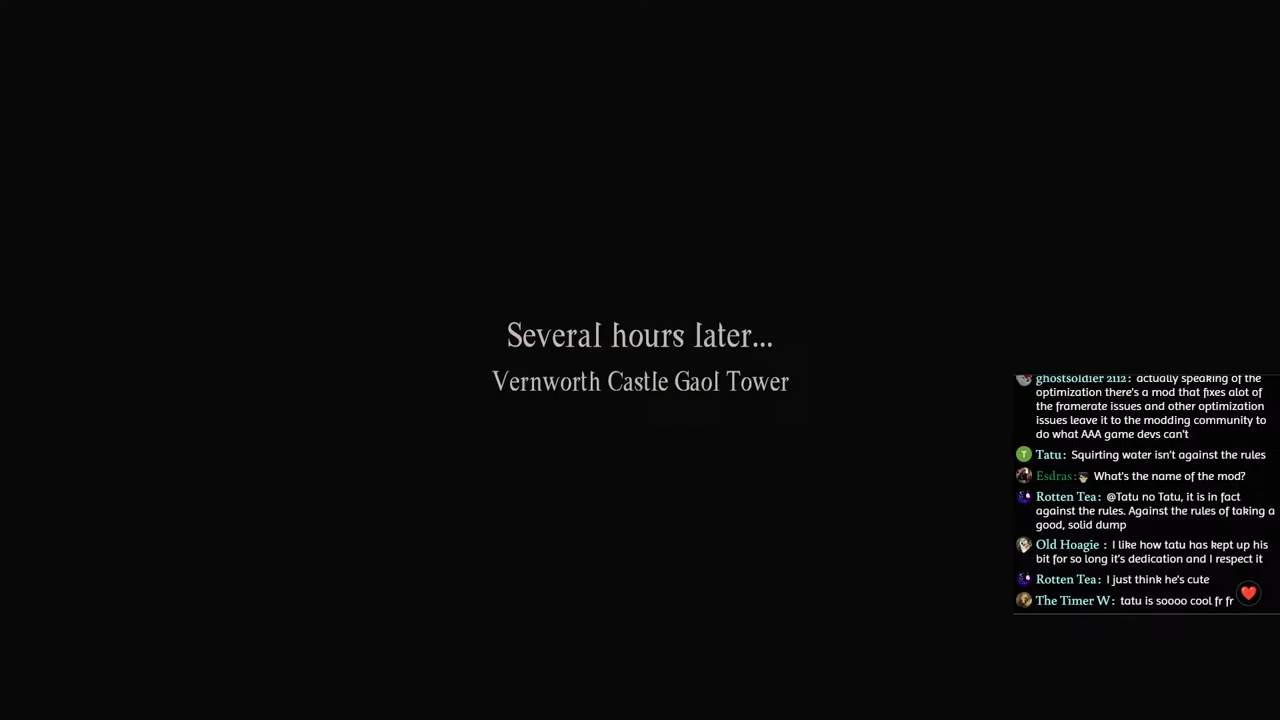 Several hours later...
Vernworth Castle Gaol Tower
ghostsoldier 2112: actually speaking of the
optimization there's a mod that fixes alot of
the framerate issues and other optimization
issues leave it to the modding community to
do what AAA game devs can't
T Tatu: Squirting water isn't against the rules
Esdras: What's the name of the mod?
Rotten Tea: @Tatu no Tatu, it is in fact
against the rules. Against the rules of taking a
good, solid dump
Old Hoagie : I like how tatu has kept up his
bit for so long it's dedication and I respect it
Rotten Tea: I just think he's cute
The Timer W: tatu is soooo cool fr fr